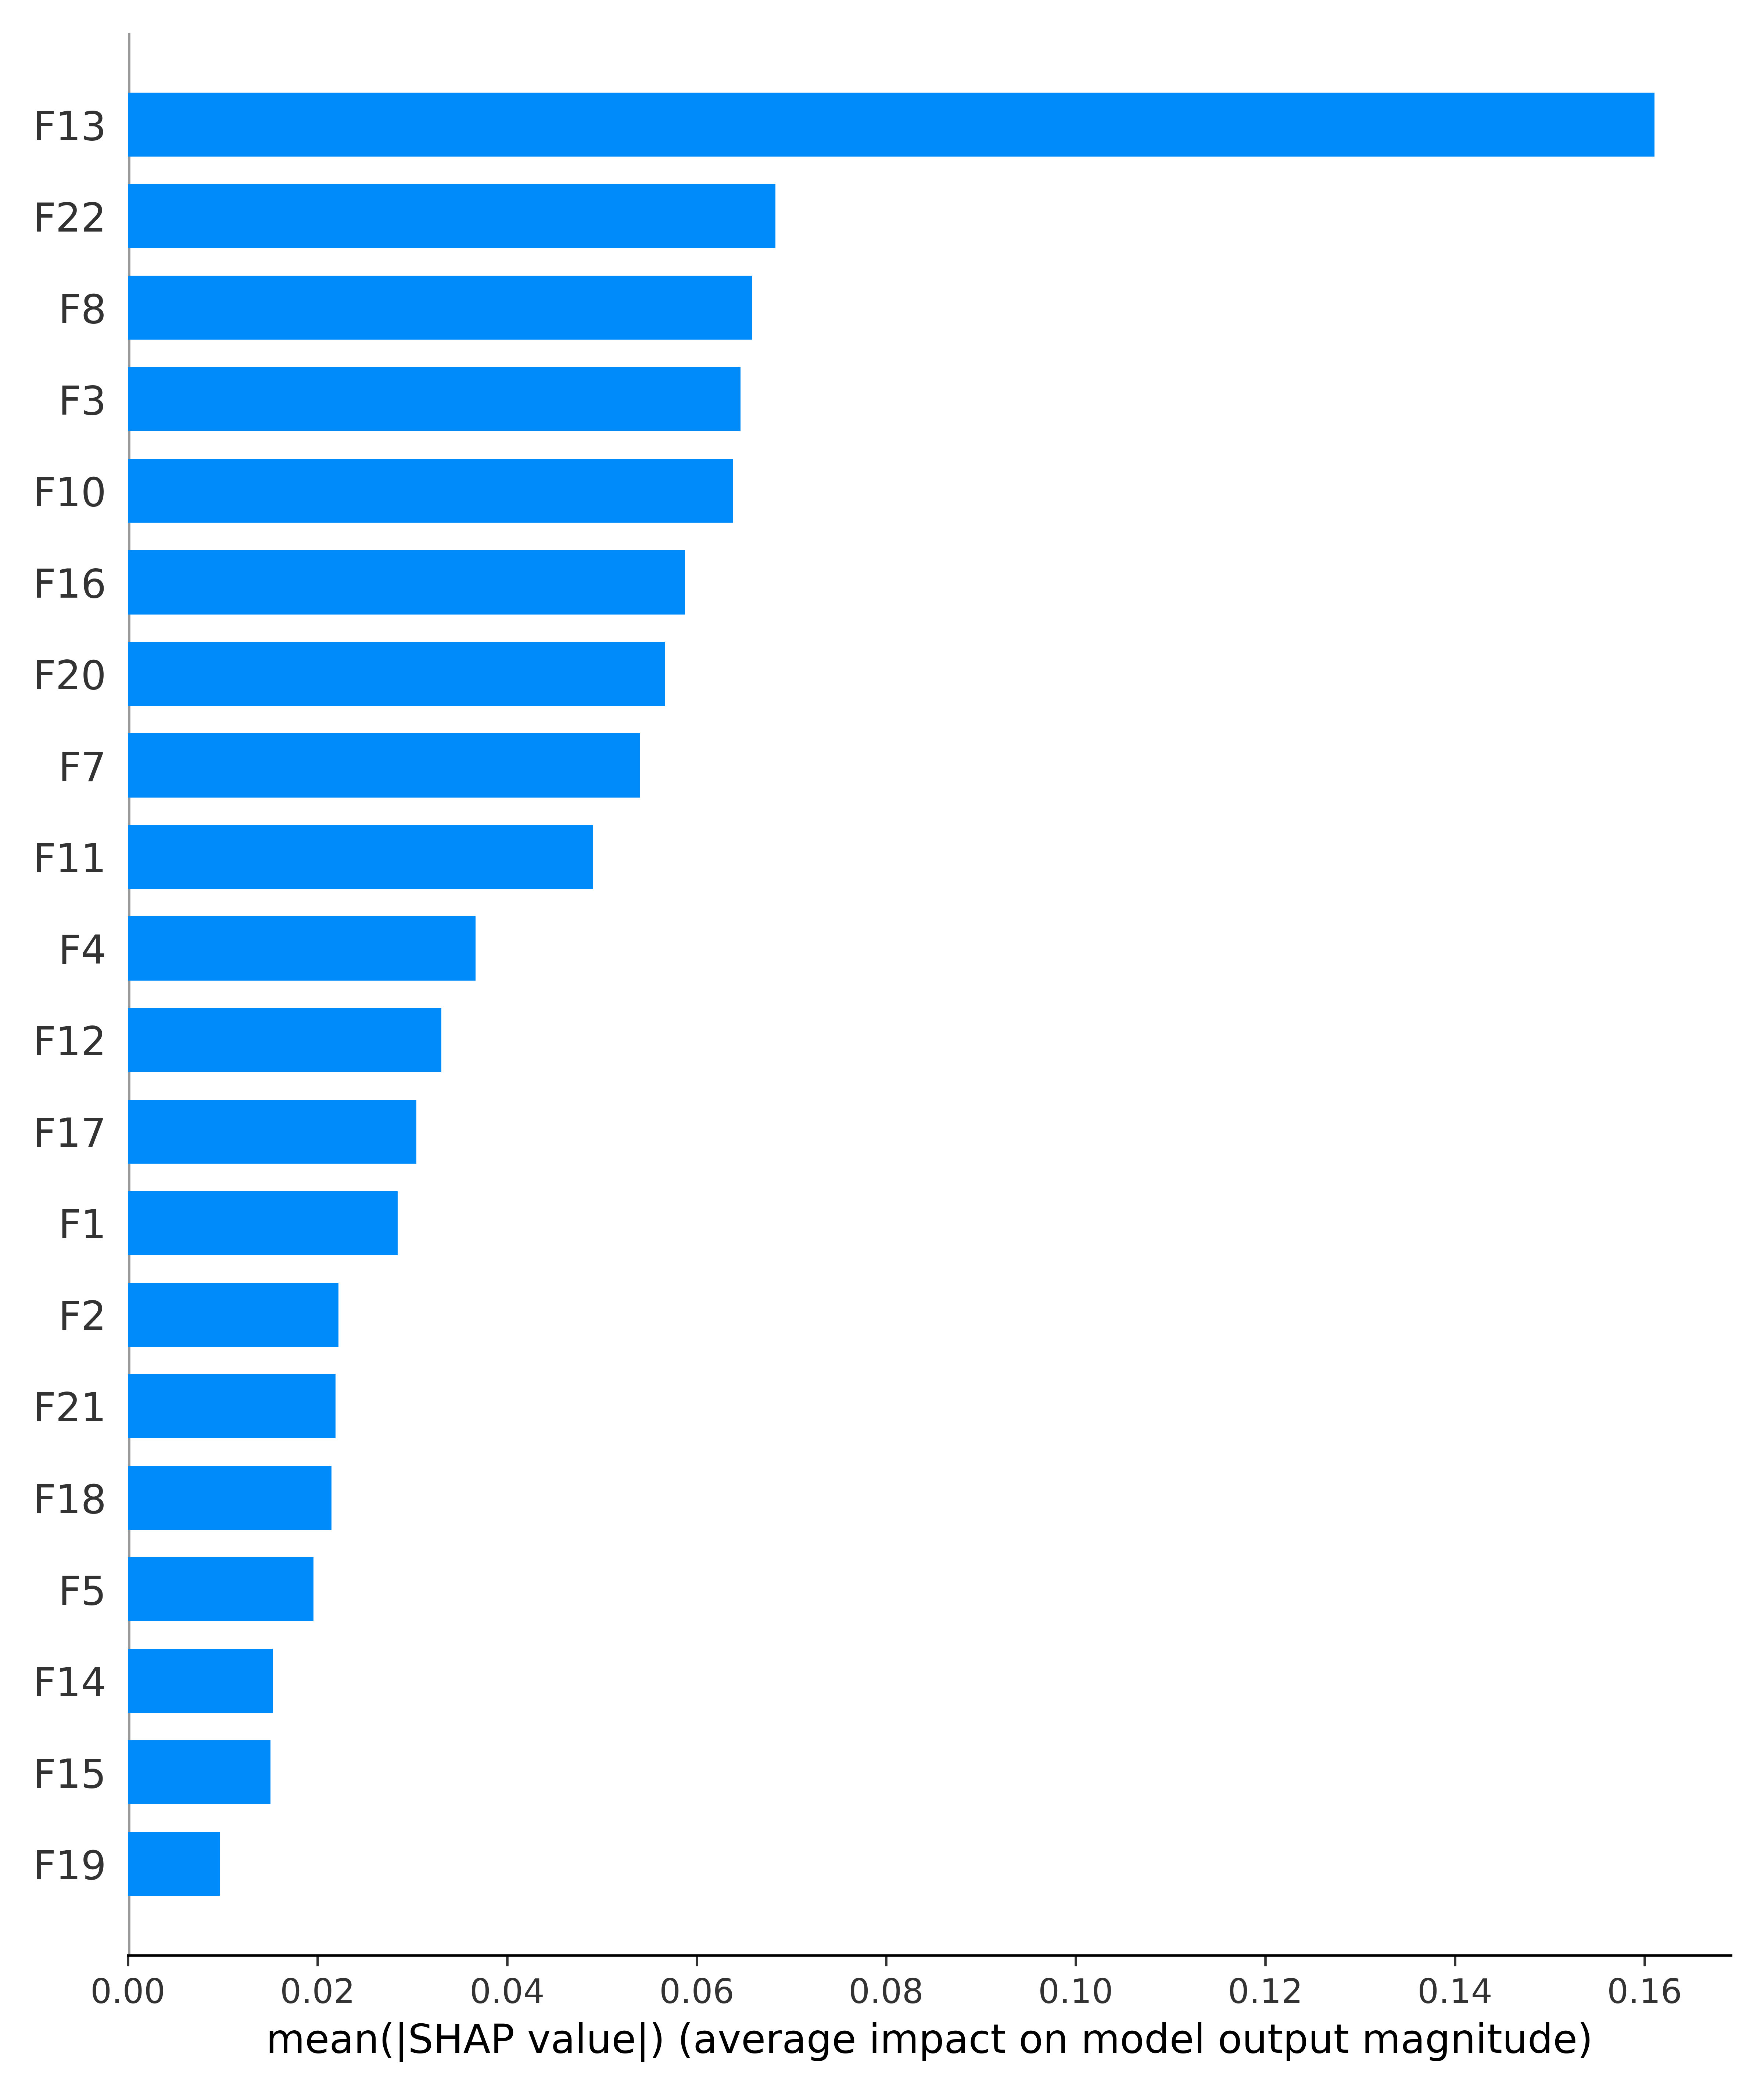 F13
F22
F8
F3
F10
F16
F20
F7
F11
F4
F12
F17
F1
F2
F21
F18
F5
F14
F15
F19
0.00 0.02 0.04 0.06 0.08 0.10 0.12 0.14 0.16
mean(|SHAP value|) (average impact on model output magnitude)